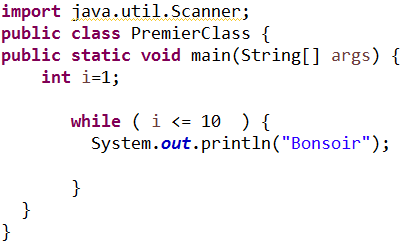 import java.util.Scanner;
public class PremierClass {
public static void main(String[] args) {
int i=1;
while ( i <= 10  ) {
System.out.println("Bonsoir");
}
}
}